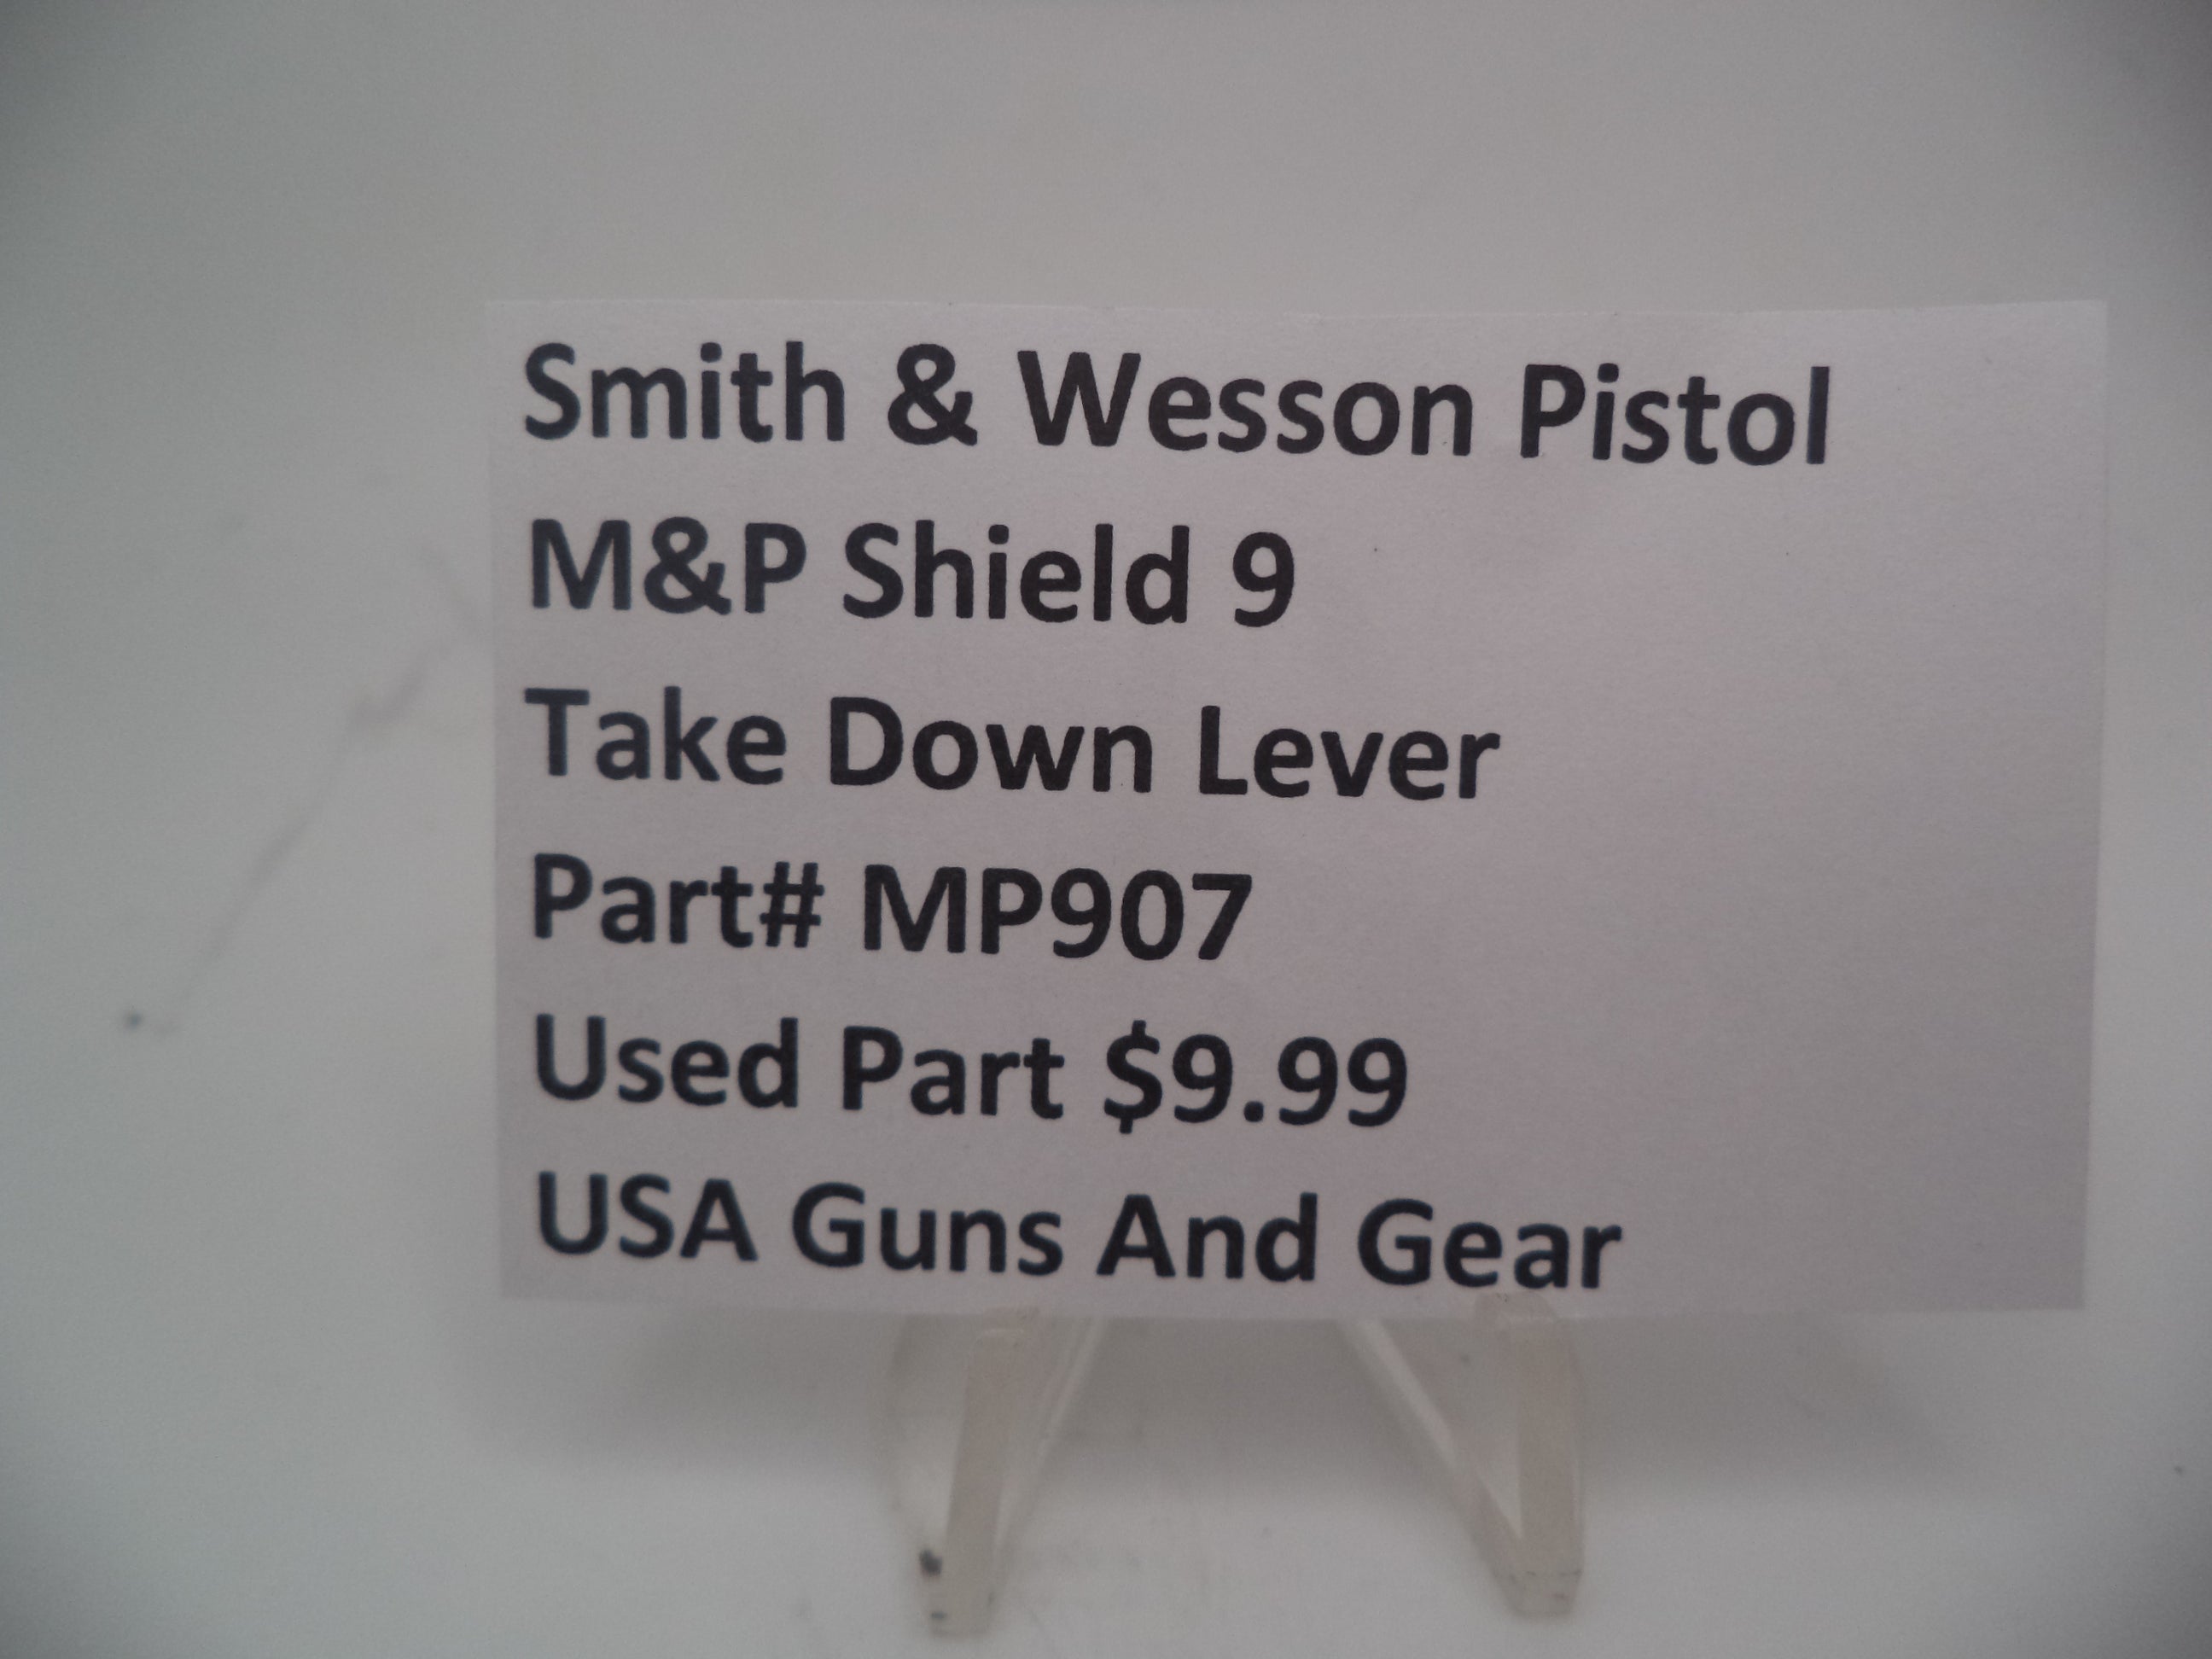 Smith & Wesson Pistol
M&P Shield 9
Take Down Lever
Part# MP907
Used Part $9.99
USA Guns And Gear